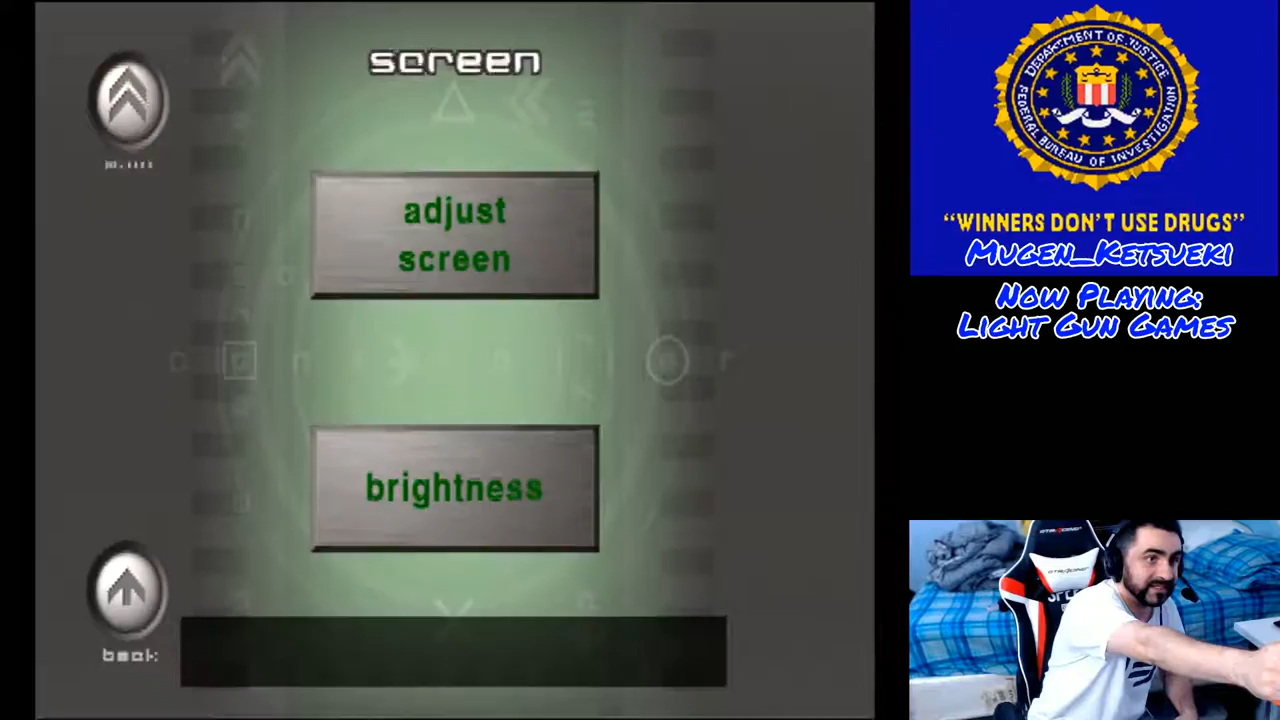 screen
adjust
screen
brightness
back
DEPARTMENT OF JUSTICE
FEDERAL BUREAU OF INVESTIGATION
“WINNERS DON’T USE DRUGS”
MUGEN_KETSUEKI
NOW PLAYING:
LIGHT GUN GAMES